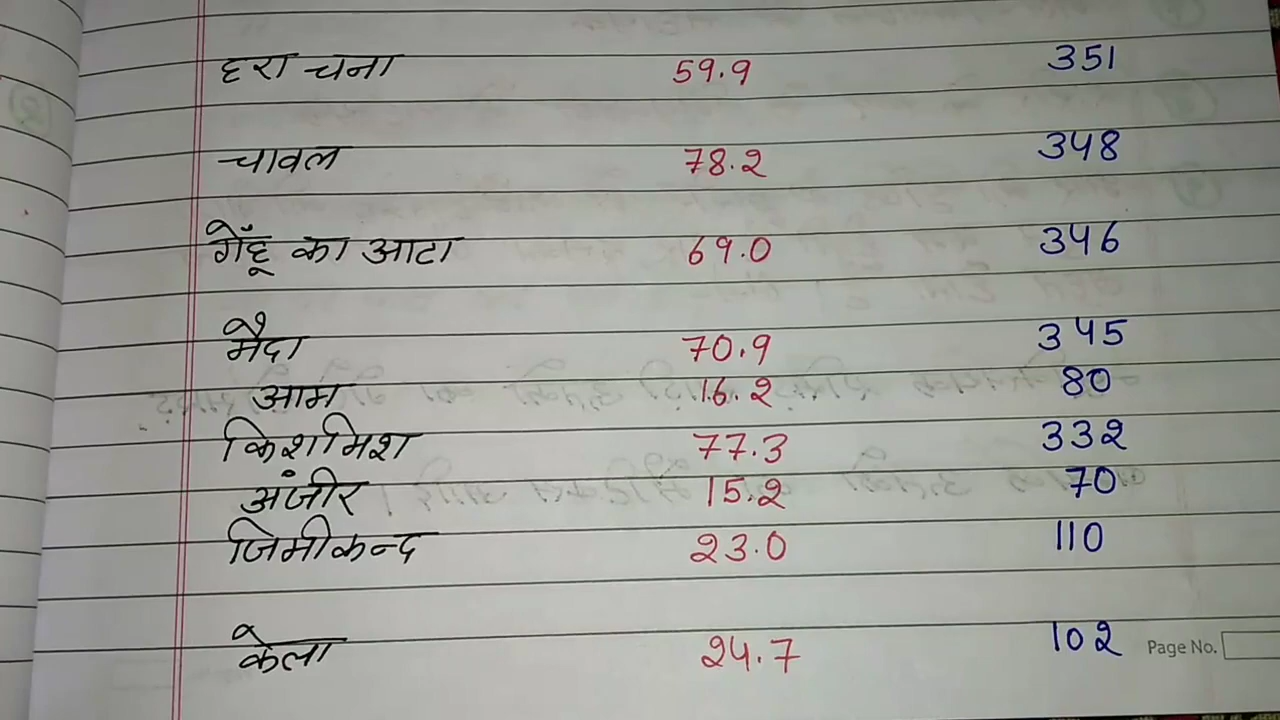 हरा चना 59.9 351
चावल 78.2 348
गेहूँ का आटा 69.0 346
मैदा 70.9 345
आम 16.2 80
किशमिश 77.3 332
अंजीर 15.2 70
जिमीकन्द 23.0 110
केला 24.7 102
Page No.